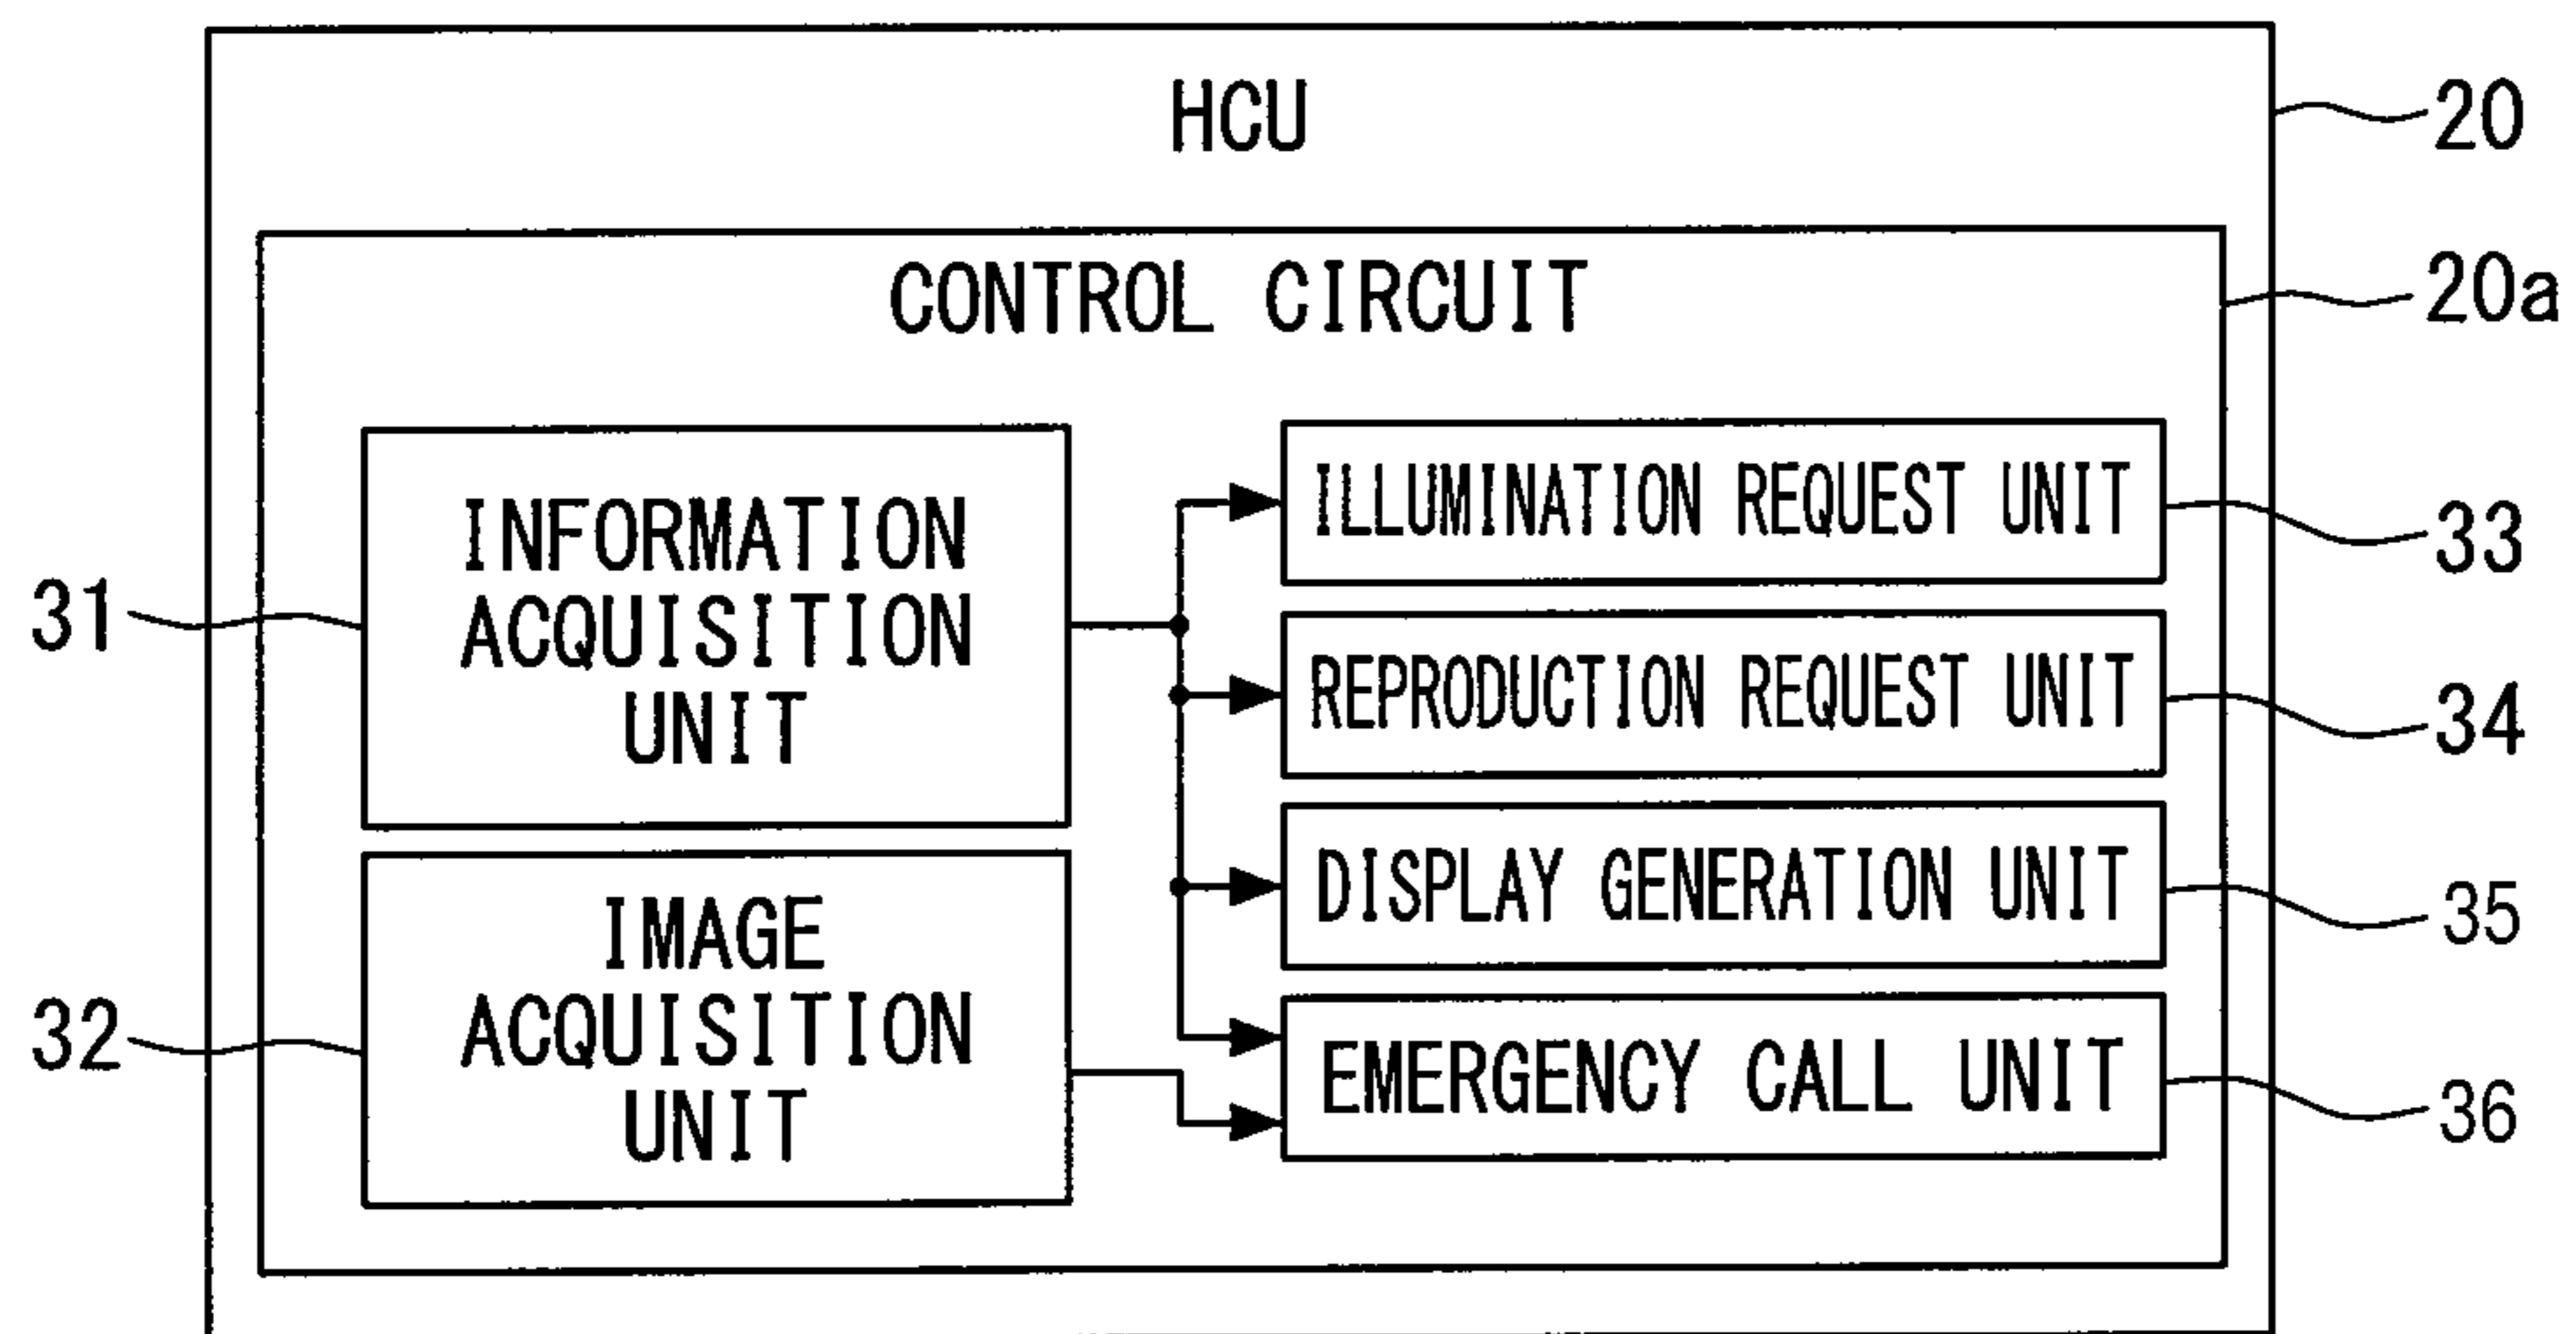 HCU
20
CONTROL CIRCUIT
20a
31
INFORMATION
ACQUISITION
UNIT
32
IMAGE
ACQUISITION
UNIT
ILLUMINATION REQUEST UNIT
33
REPRODUCTION REQUEST UNIT
34
DISPLAY GENERATION UNIT
35
EMERGENCY CALL UNIT
36